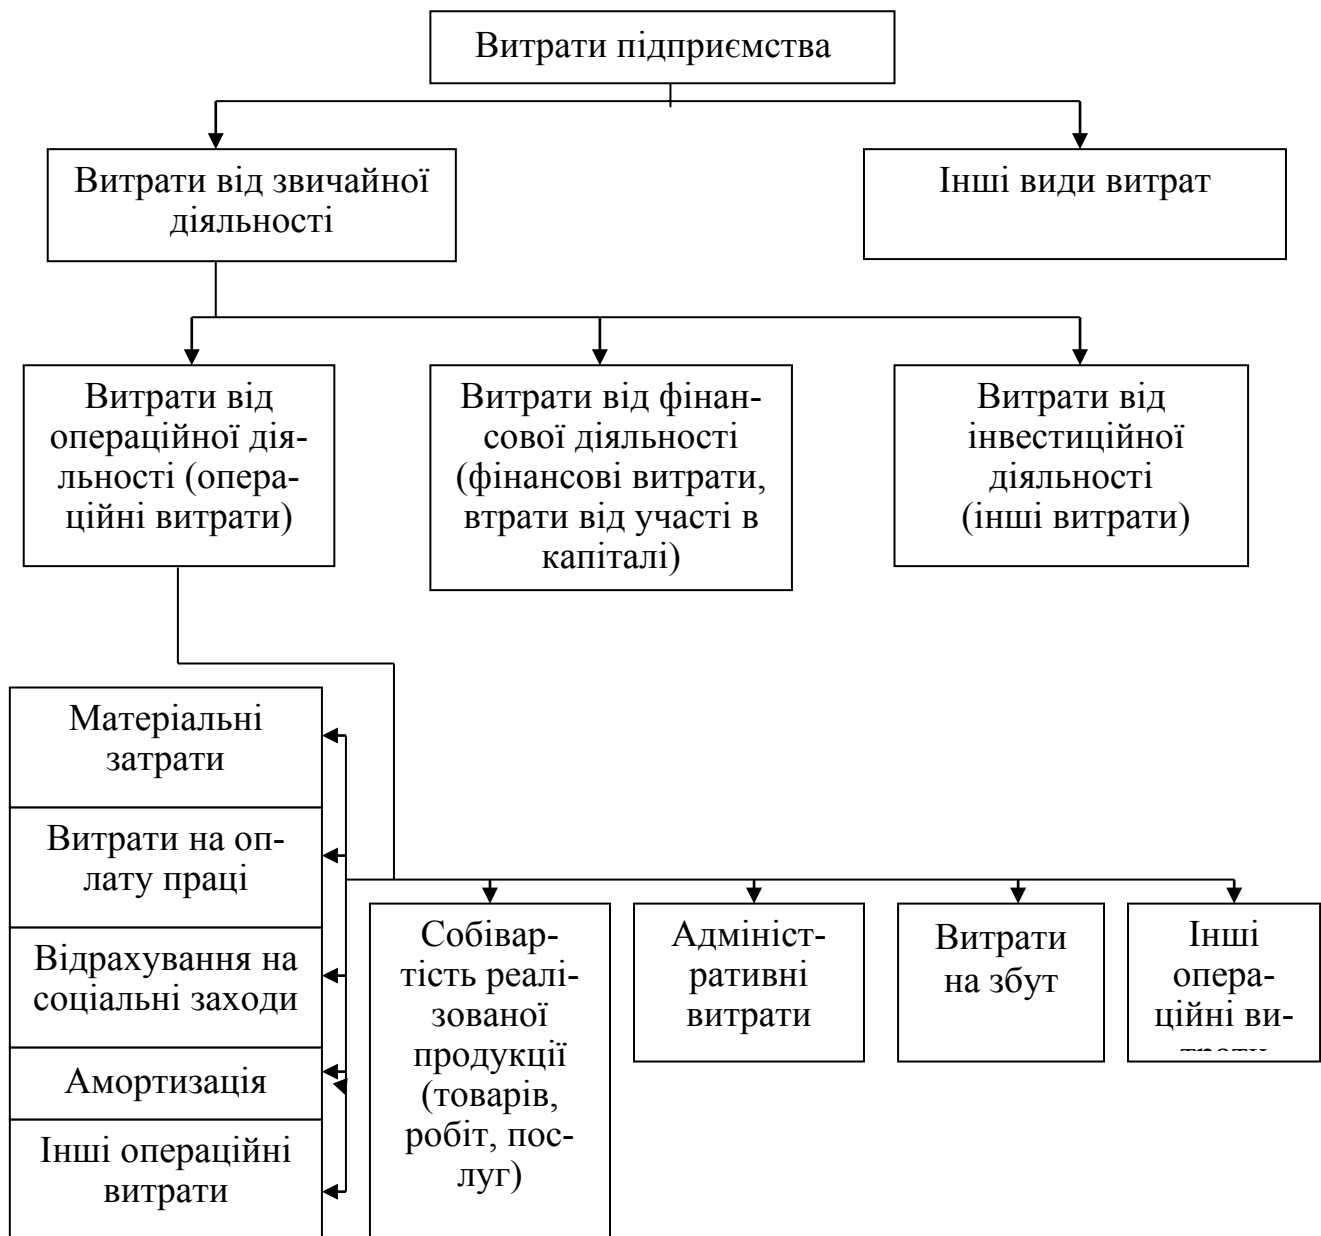 Витрати підприємства
Витрати від звичайної
діяльності
Інші види витрат
Витрати від
операційної дія-
льності (опера-
ційні витрати)
Витрати від фінан-
сової діяльності
(фінансові витрати,
втрати від участі в
капіталі)
Витрати від
інвестиційної
діяльності
(інші витрати)
Матеріальні
затрати
Витрати на оп-
лату праці
Відрахування на
соціальні заходи
Амортизація
Інші операційні
витрати
Собівар-
тість реалі-
зованої
продукції
(товарів,
робіт, пос-
луг)
Адмініст-
ративні
витрати
Витрати
на збут
Інші
опера-
ційні ви-